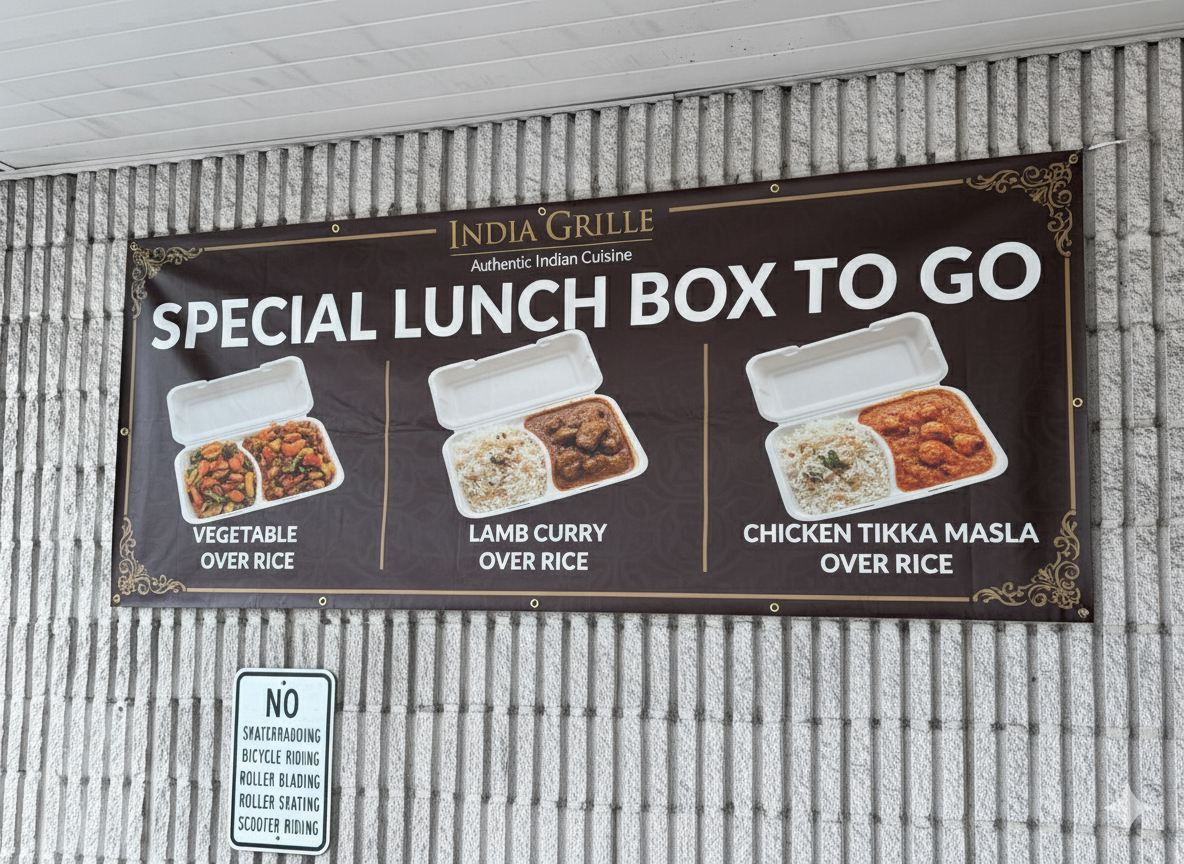 INDIA GRILLE
Authentic Indian Cuisine
SPECIAL LUNCH BOX TO GO
VEGETABLE
OVER RICE
LAMB CURRY
OVER RICE
CHICKEN TIKKA MASLA
OVER RICE
NO
BICYCLE RIDING
ROLLER BLADING
ROLLER SKATING
SCOOTER RIDING